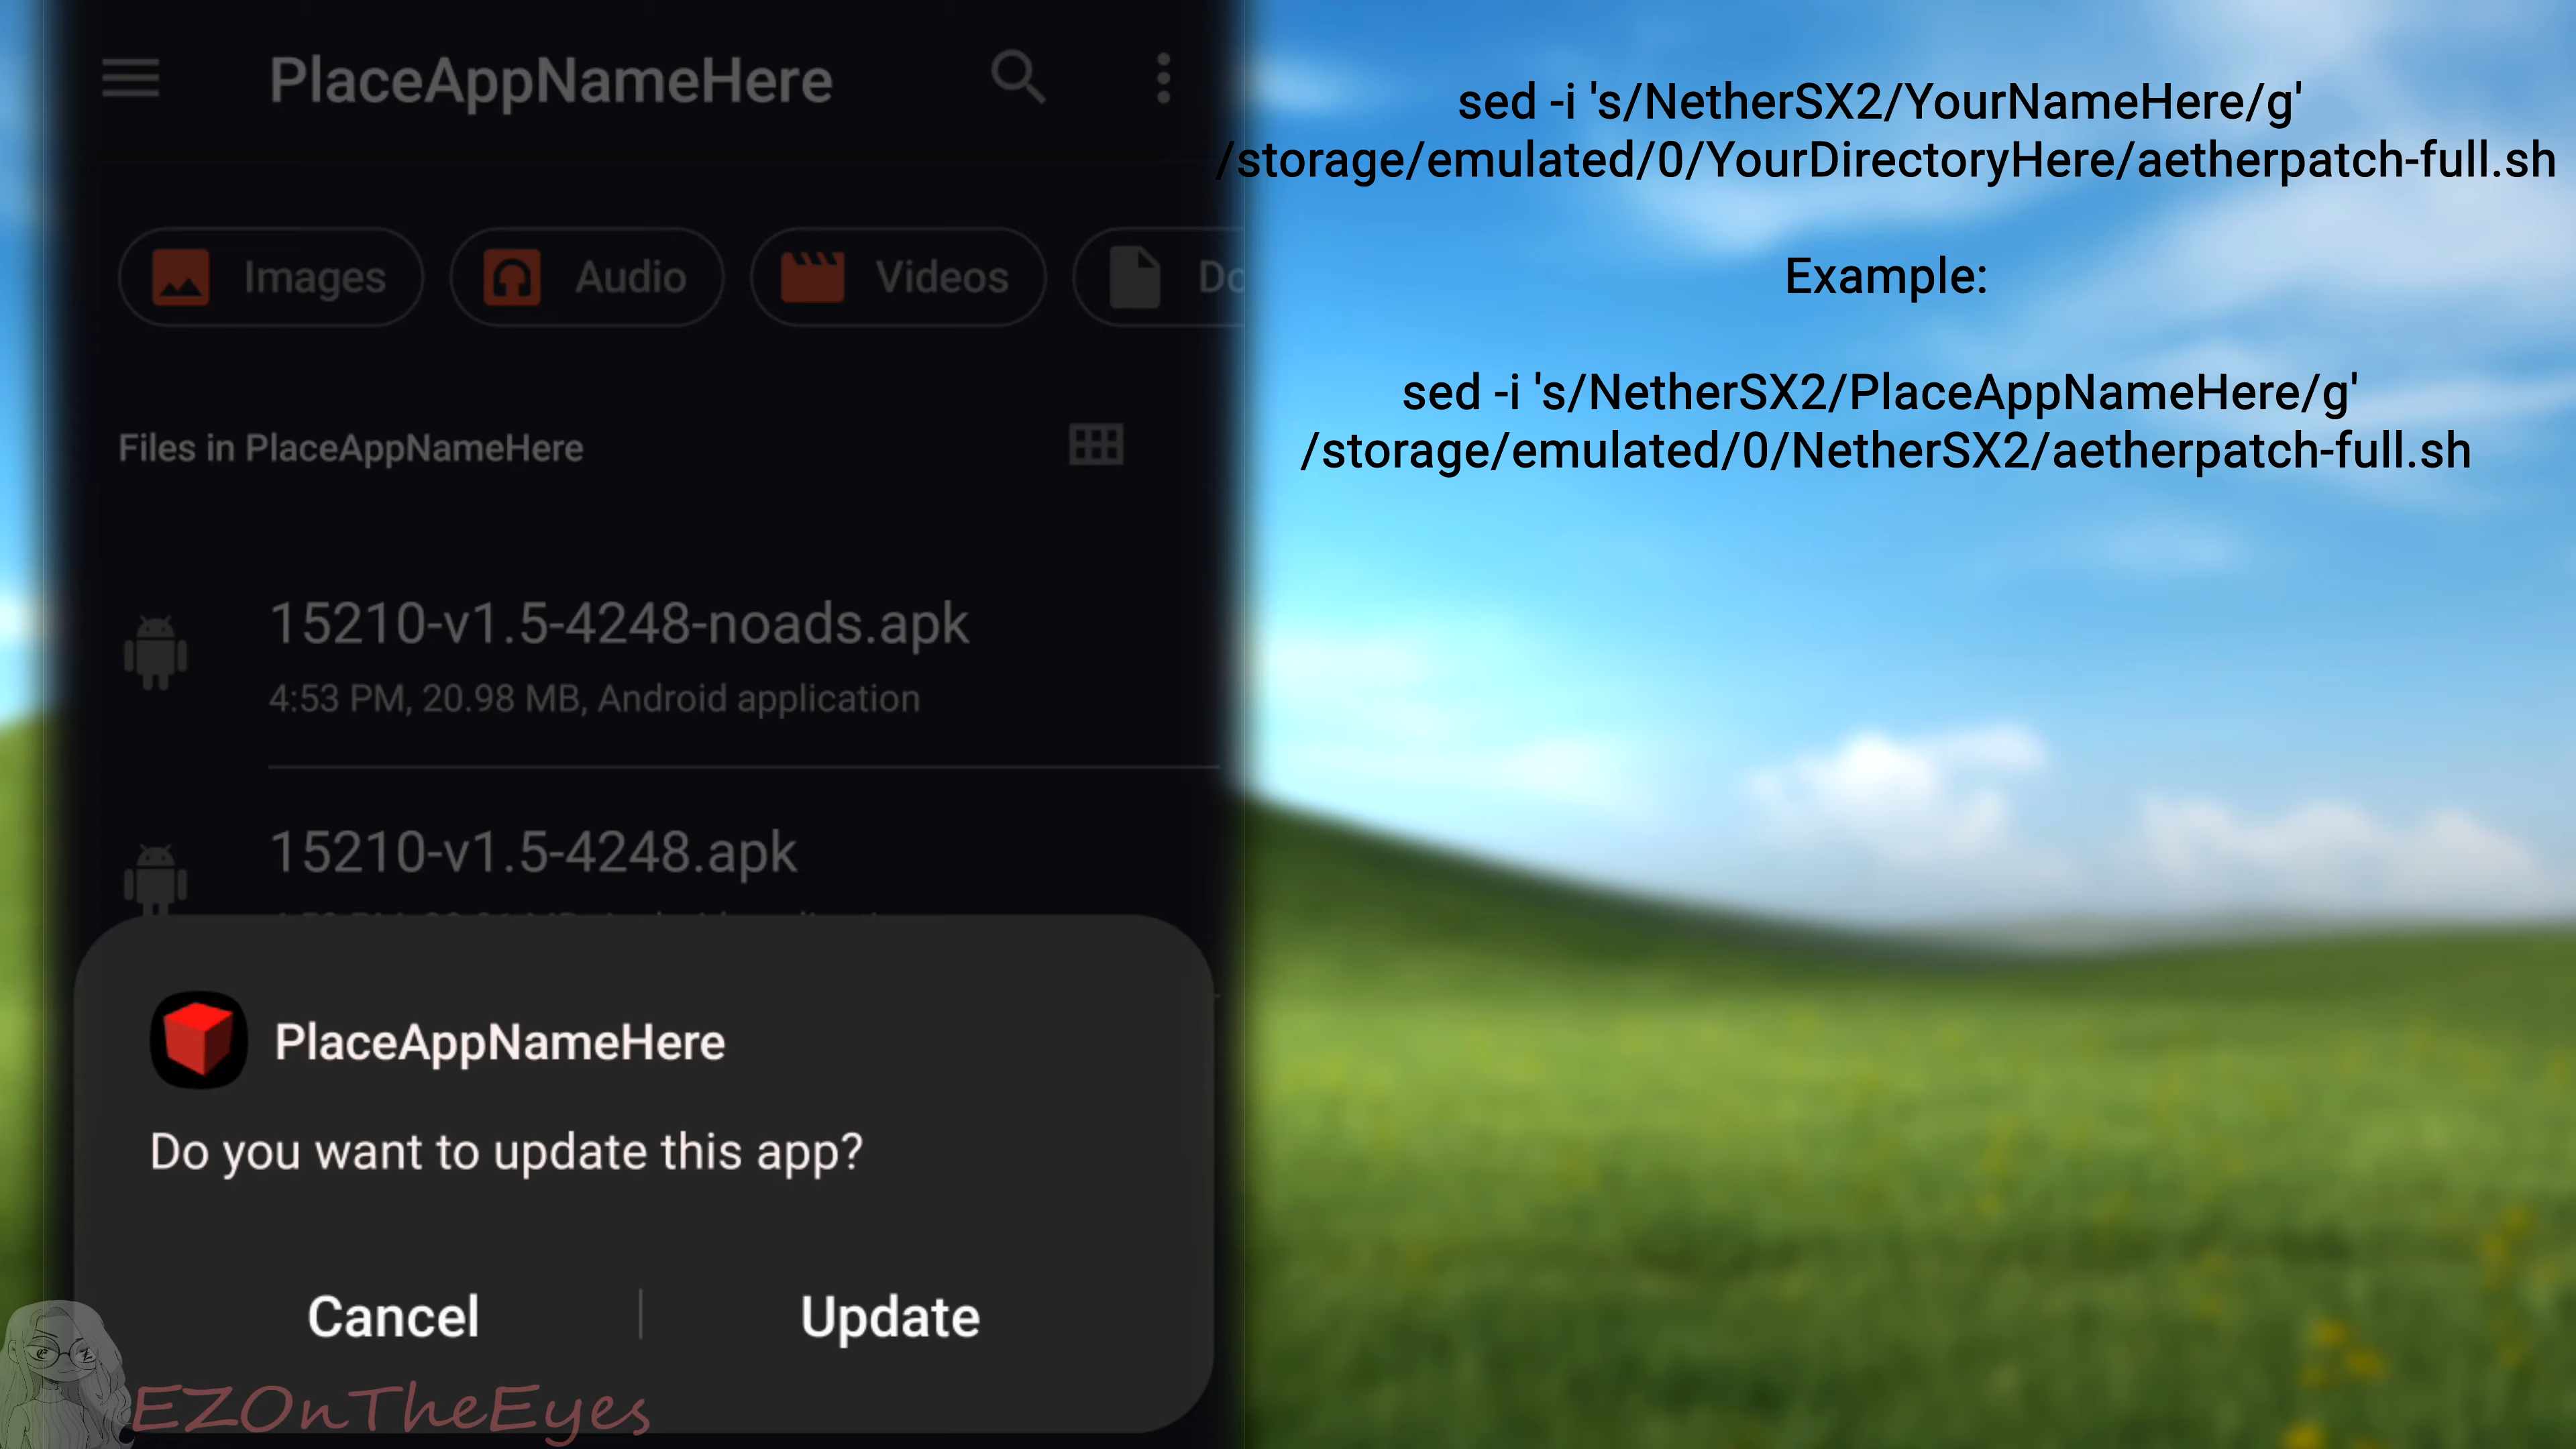 PlaceAppNameHere
Images
Audio
Videos
Files in PlaceAppNameHere
15210-v1.5-4248-noads.apk
4:53 PM, 20.98 MB, Android application
15210-v1.5-4248.apk
PlaceAppNameHere
Do you want to update this app?
Cancel
Update
EZOnTheEyes
sed -i 's/NetherSX2/YourNameHere/g'
/storage/emulated/0/YourDirectoryHere/aetherpatch-full.sh
Example:
sed -i 's/NetherSX2/PlaceAppNameHere/g'
/storage/emulated/0/NetherSX2/aetherpatch-full.sh